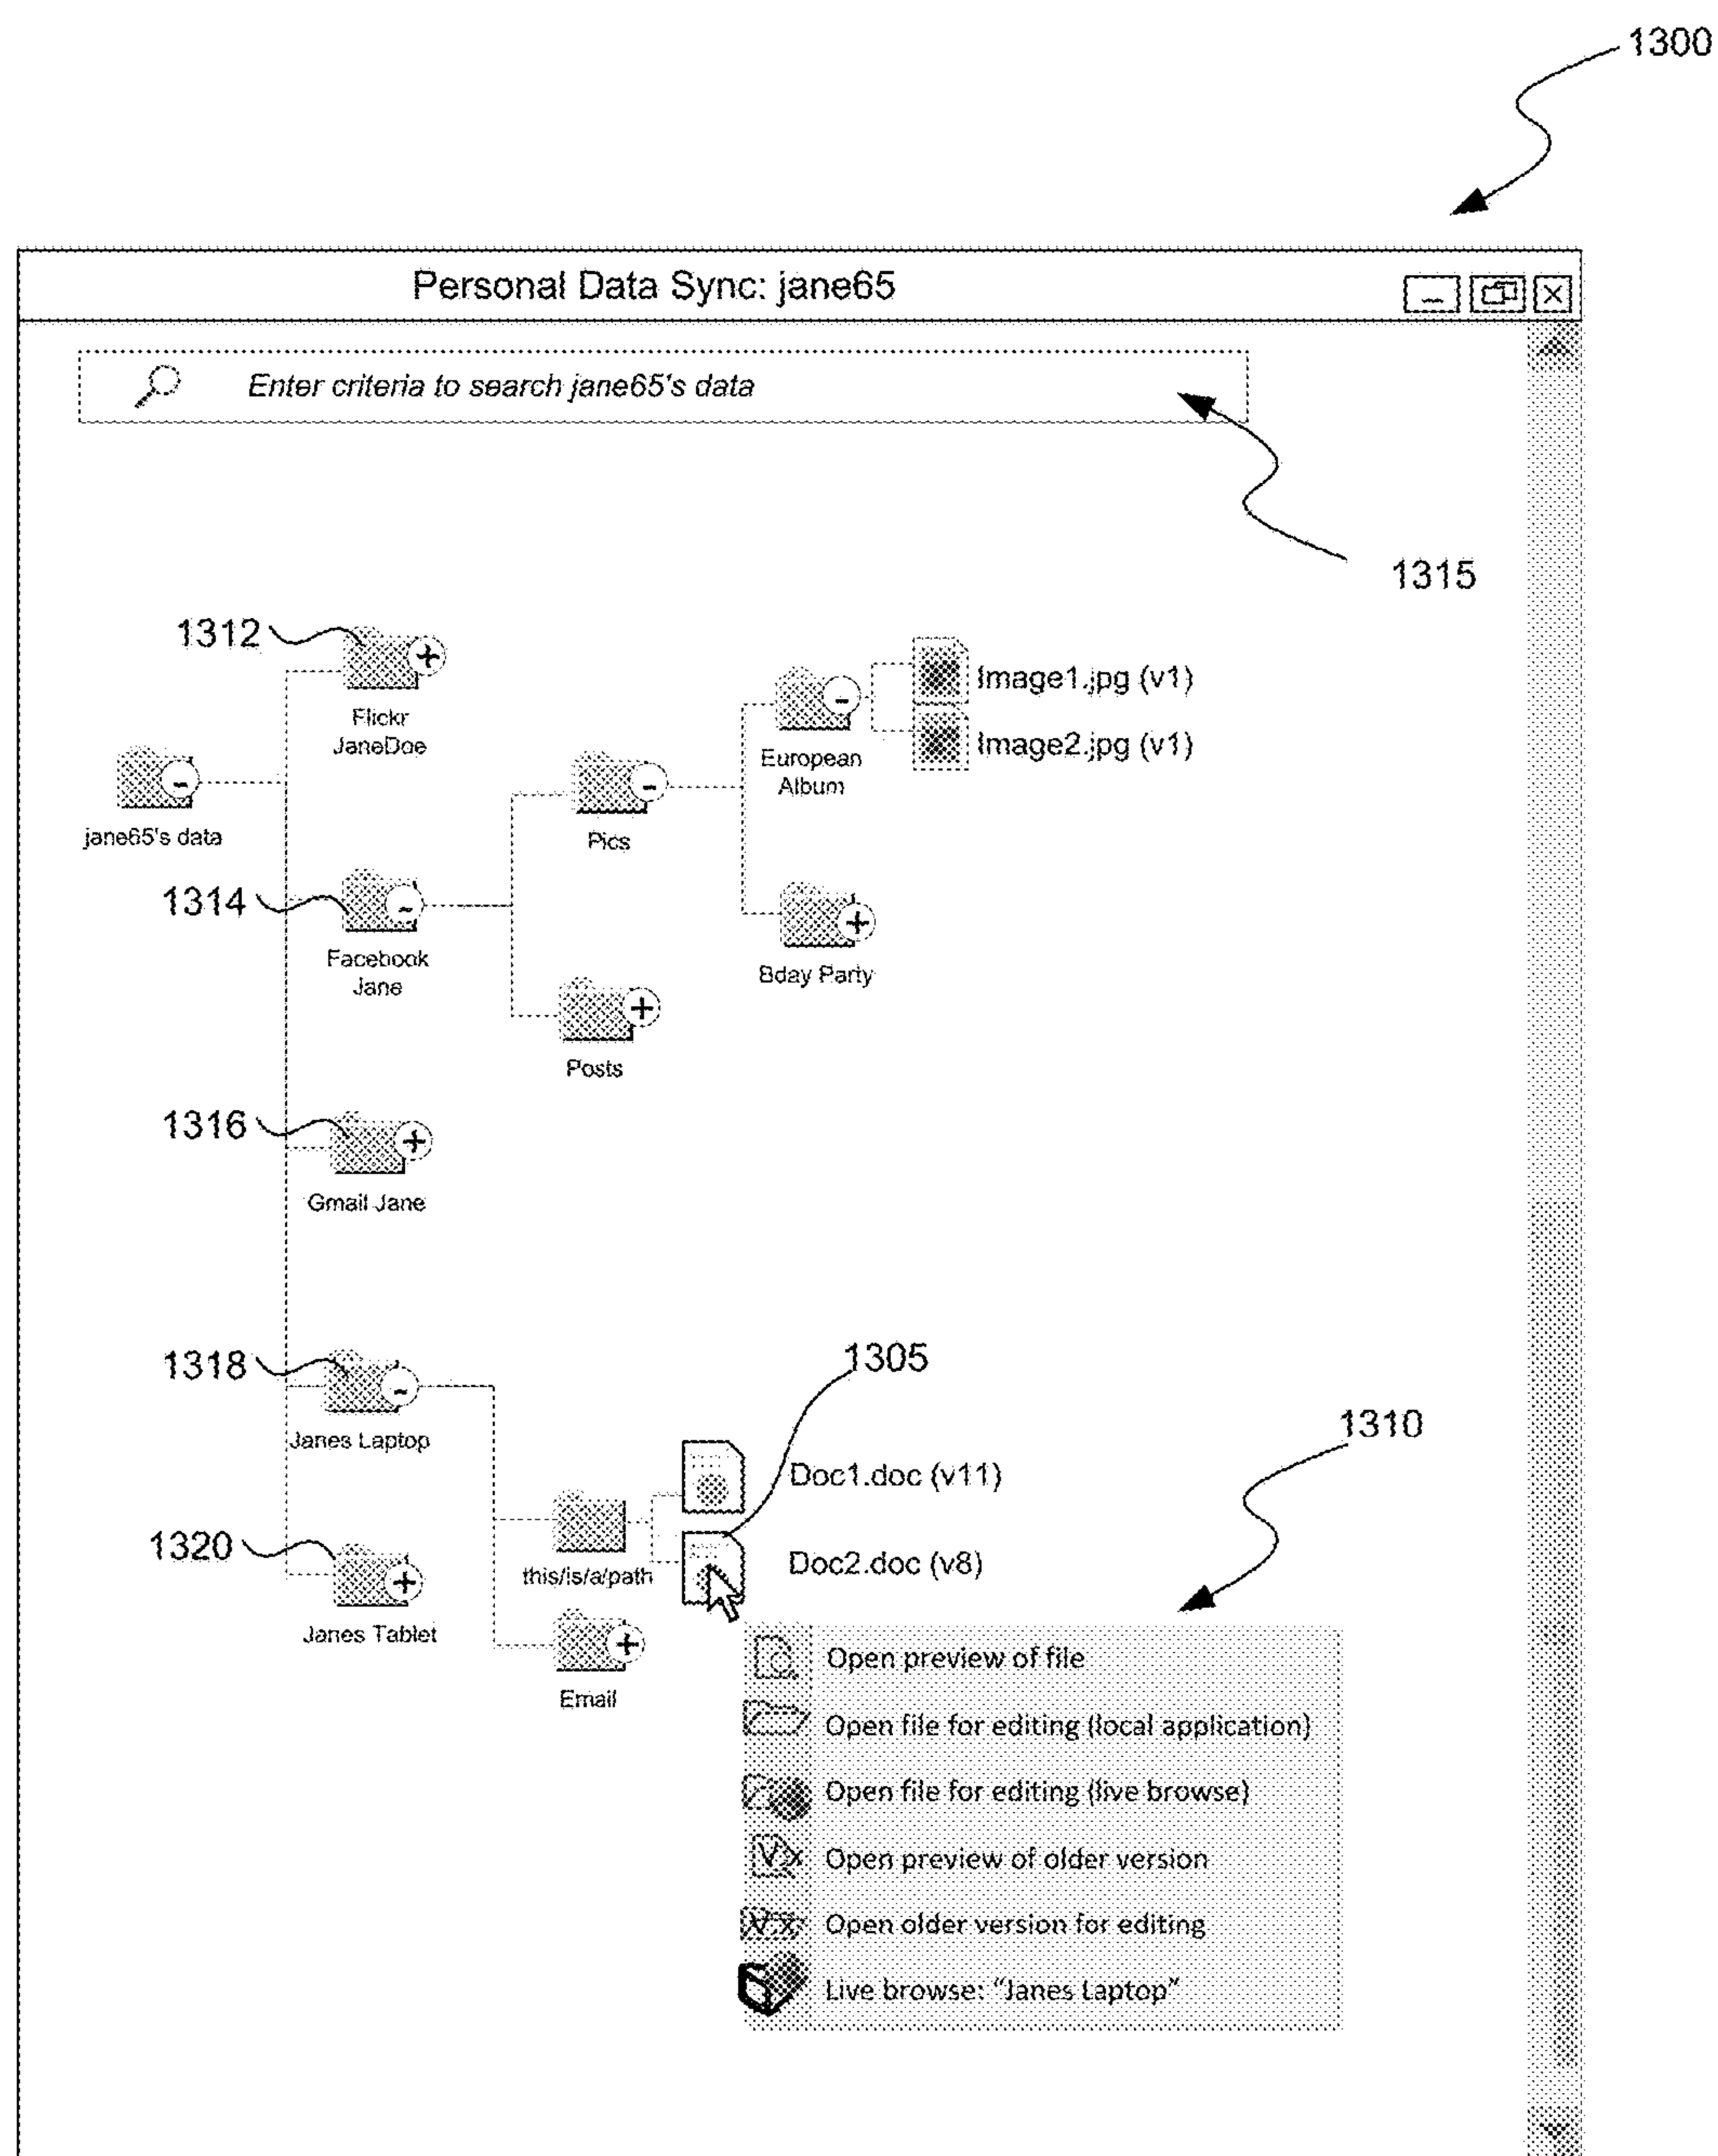 1300
Personal Data Sync: jane65
Enter criteria to search jane65's data
1315
1312
Flickr
JaneDoe
jane65's data
Pics
European
Album
Image1.jpg (v1)
Image2.jpg (v1)
1314
Facebook
Jane
Bday Party
Posts
1316
Gmail Jane
1318
Janes Laptop
1305
1310
Doc1.doc (v11)
this/is/a/path
Doc2.doc (v8)
1320
Janes Tablet
Email
Open preview of file
Open file for editing (local application)
Open file for editing (live browse)
Open preview of older version
Open older version for editing
Live browse: "Janes Laptop"